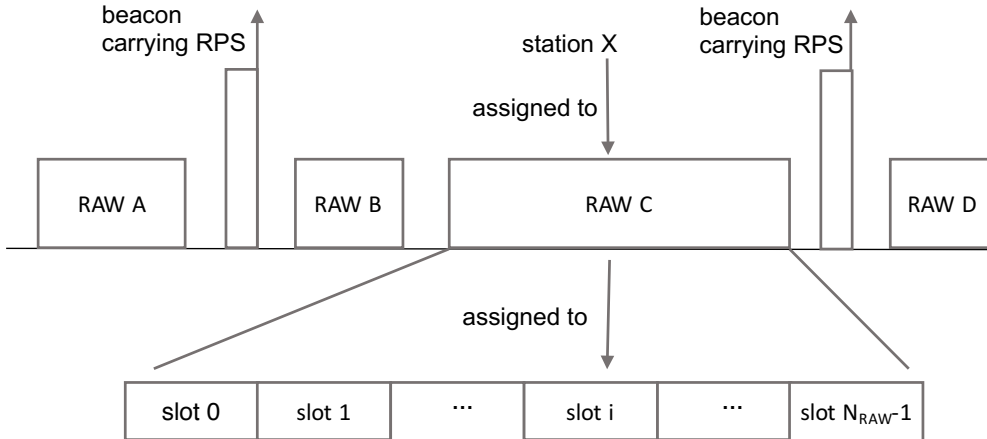 beacon
carrying RPS
station X
beacon
carrying RPS
assigned to
RAW A
RAW B
RAW C
RAW D
assigned to
slot 0
slot 1
...
slot i
...
slot N_RAW-1